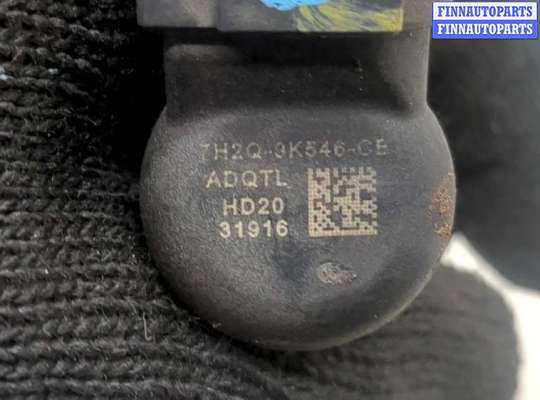 FINNAUTOPARTS
FINNAUTOPARTS
7H2Q-9K546-CB
ADQTL
HD20
31916